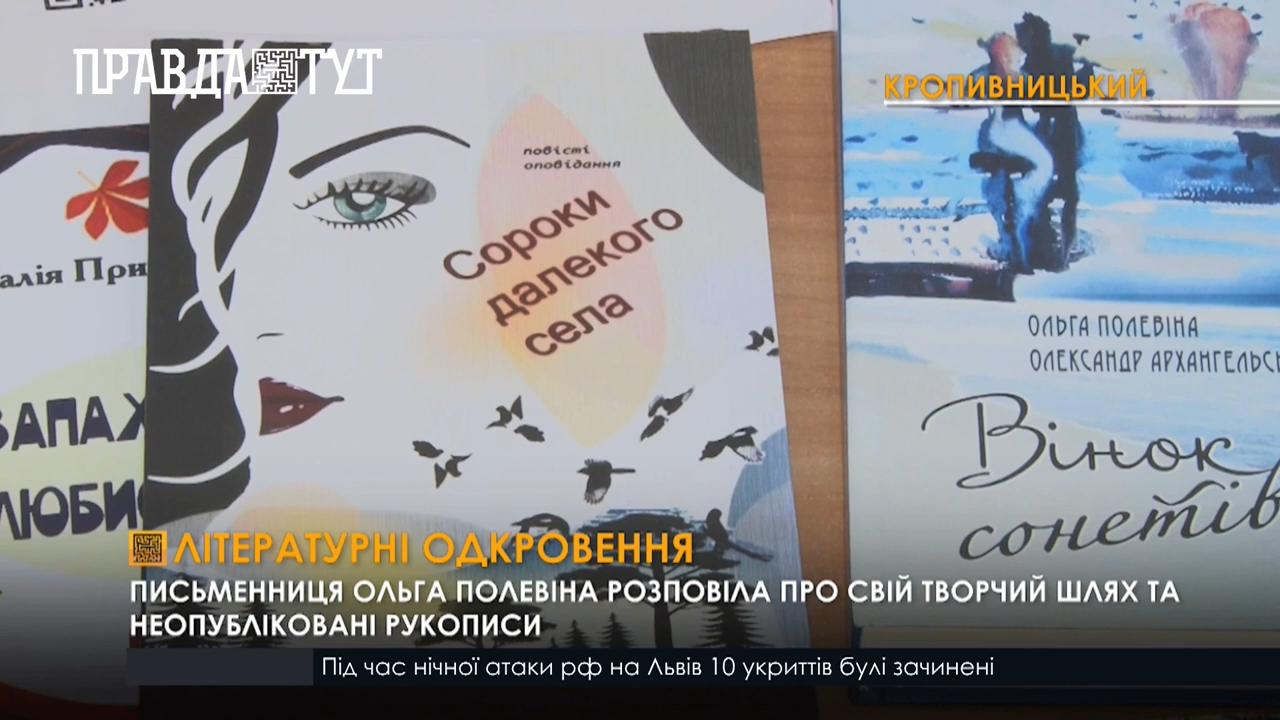 ПРАВДА ТУТ
КРОПИВНИЦЬКИЙ
повісті
оповідання
Сороки
далекого
села
алія При
ЗАПАХ
ЛЮБИ
ОЛЬГА ПОЛЕВІНА
ОЛЕКСАНДР АРХАНГЕЛЬСЬ
Вінок
сонетів
ЛІТЕРАТУРНІ ОДКРОВЕННЯ
ПИСЬМЕННИЦЯ ОЛЬГА ПОЛЕВІНА РОЗПОВІЛА ПРО СВІЙ ТВОРЧИЙ ШЛЯХ ТА
НЕОПУБЛІКОВАНІ РУКОПИСИ
Під час нічної атаки рф на Львів 10 укриттів булі зачинені